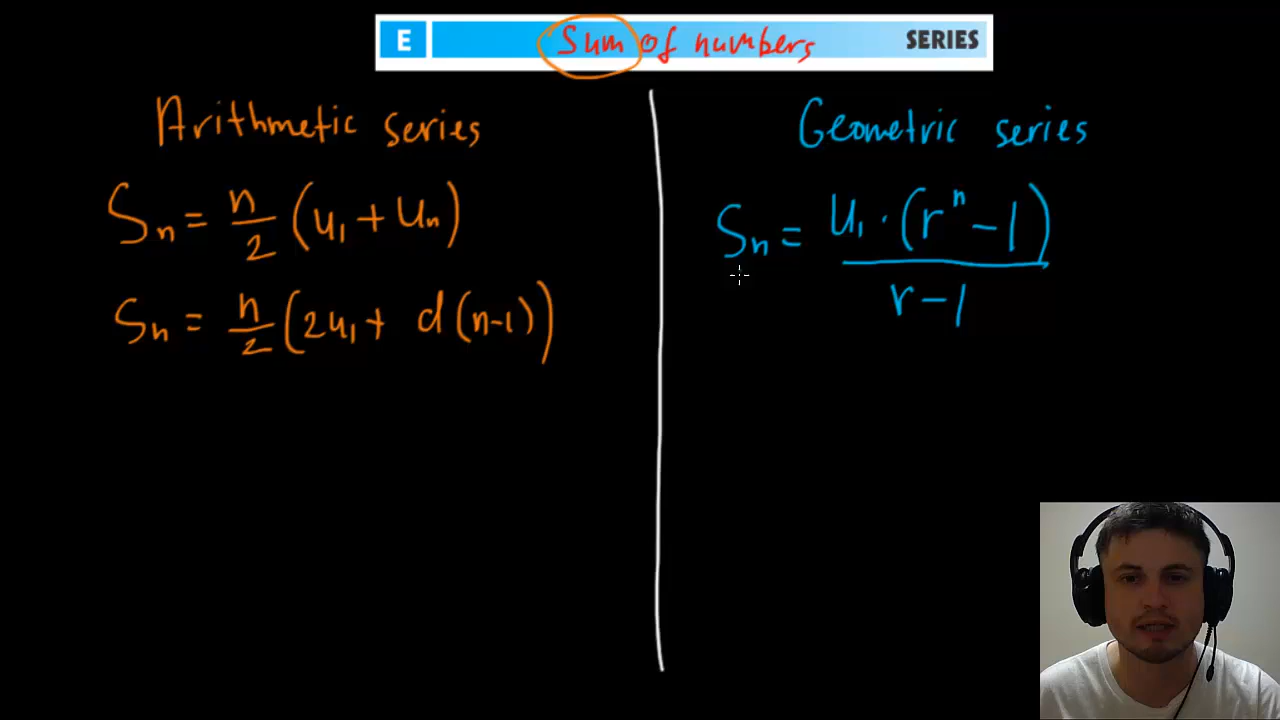 E Sum of numbers SERIES
Arithmetic series
Sn = n/2 (u₁ + uₙ)
Sn = n/2 (2u₁ + d(n-1))
Geometric series
Sn = u₁ · (rⁿ - 1) / r - 1